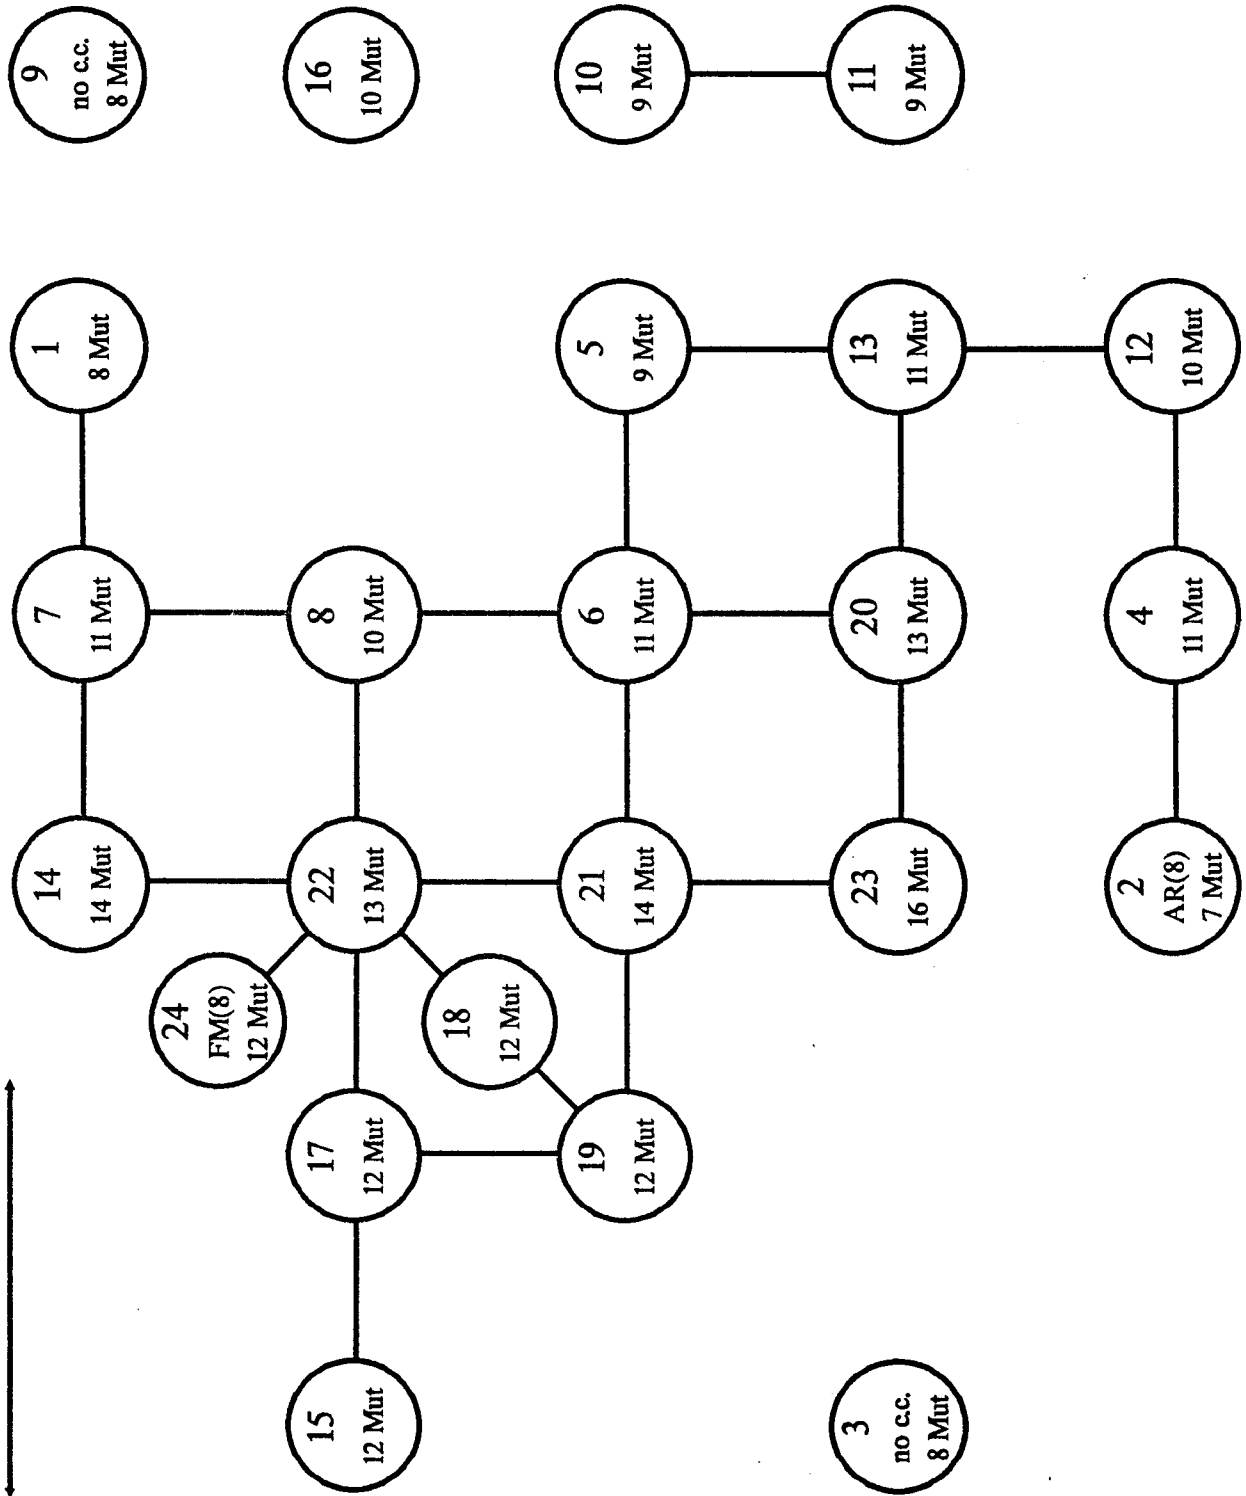 14
14 Mut
7
11 Mut
1
8 Mut
9
no c.c.
8 Mut
24
FM(8)
12 Mut
15
12 Mut
17
12 Mut
22
13 Mut
8
10 Mut
16
10 Mut
18
12 Mut
19
12 Mut
21
14 Mut
6
11 Mut
5
9 Mut
10
9 Mut
3
no c.c.
8 Mut
23
16 Mut
20
13 Mut
13
11 Mut
11
9 Mut
2
AR(8)
7 Mut
4
11 Mut
12
10 Mut